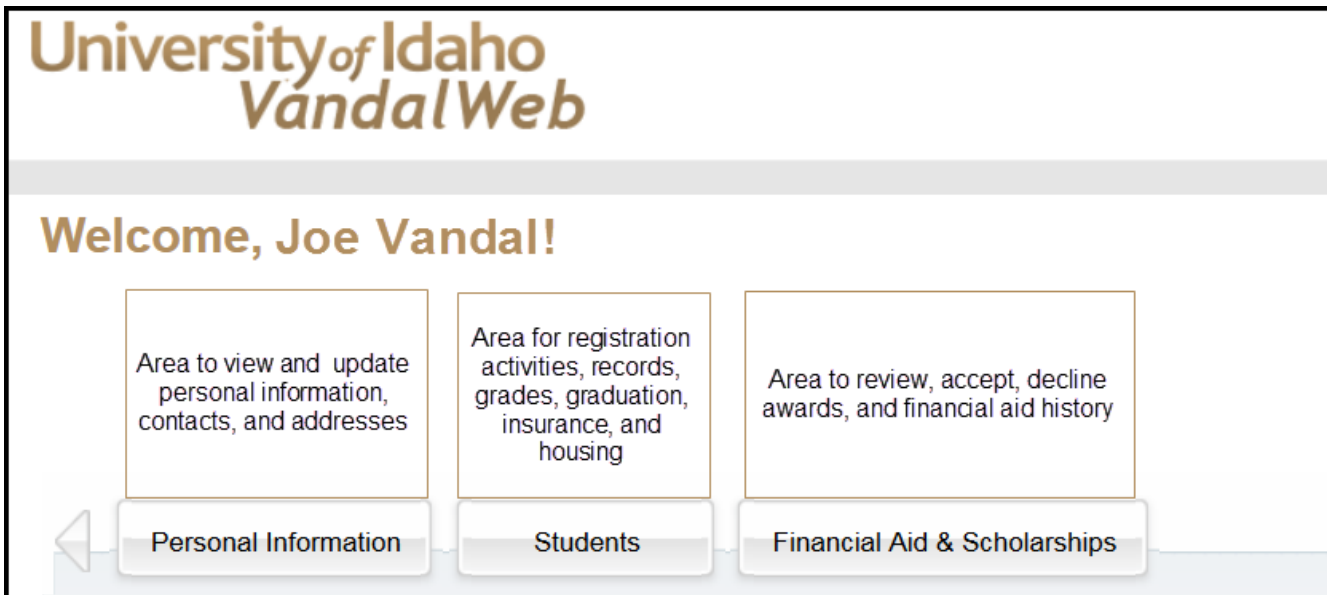 University of Idaho
VandalWeb
Welcome, Joe Vandal!
Area to view and update
personal information,
contacts, and addresses
Area for registration
activities, records,
grades, graduation,
insurance, and
housing
Area to review, accept, decline
awards, and financial aid history
Personal Information
Students
Financial Aid & Scholarships